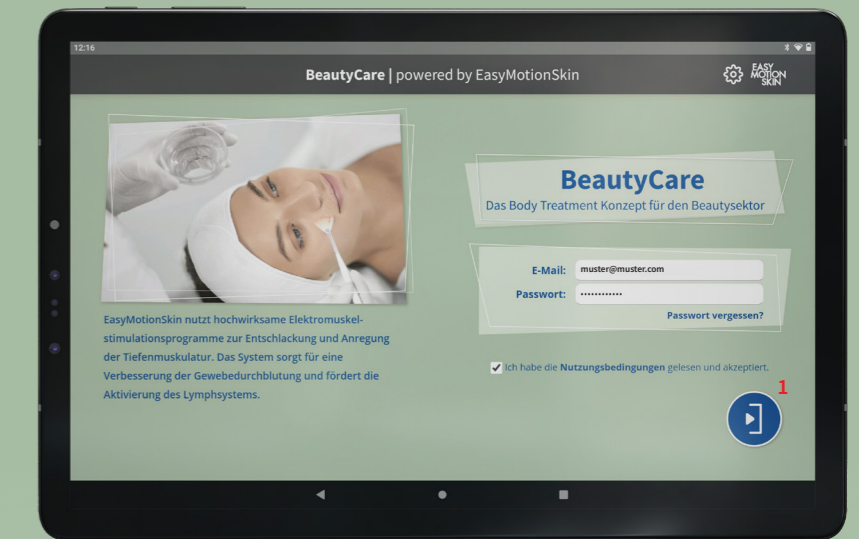 12:16
BeautyCare | powered by EasyMotionSkin
EASY
MOTION
SKIN
BeautyCare
Das Body Treatment Konzept für den Beautysektor
E-Mail: muster@muster.com
Passwort: ••••••••••••
Passwort vergessen?
EasyMotionSkin nutzt hochwirksame Elektromuskel-
stimulationsprogramme zur Entschlackung und Anregung
der Tiefenmuskulatur. Das System sorgt für eine
Verbesserung der Gewebedurchblutung und fördert die
Aktivierung des Lymphsystems.
Ich habe die Nutzungsbedingungen gelesen und akzeptiert.
1